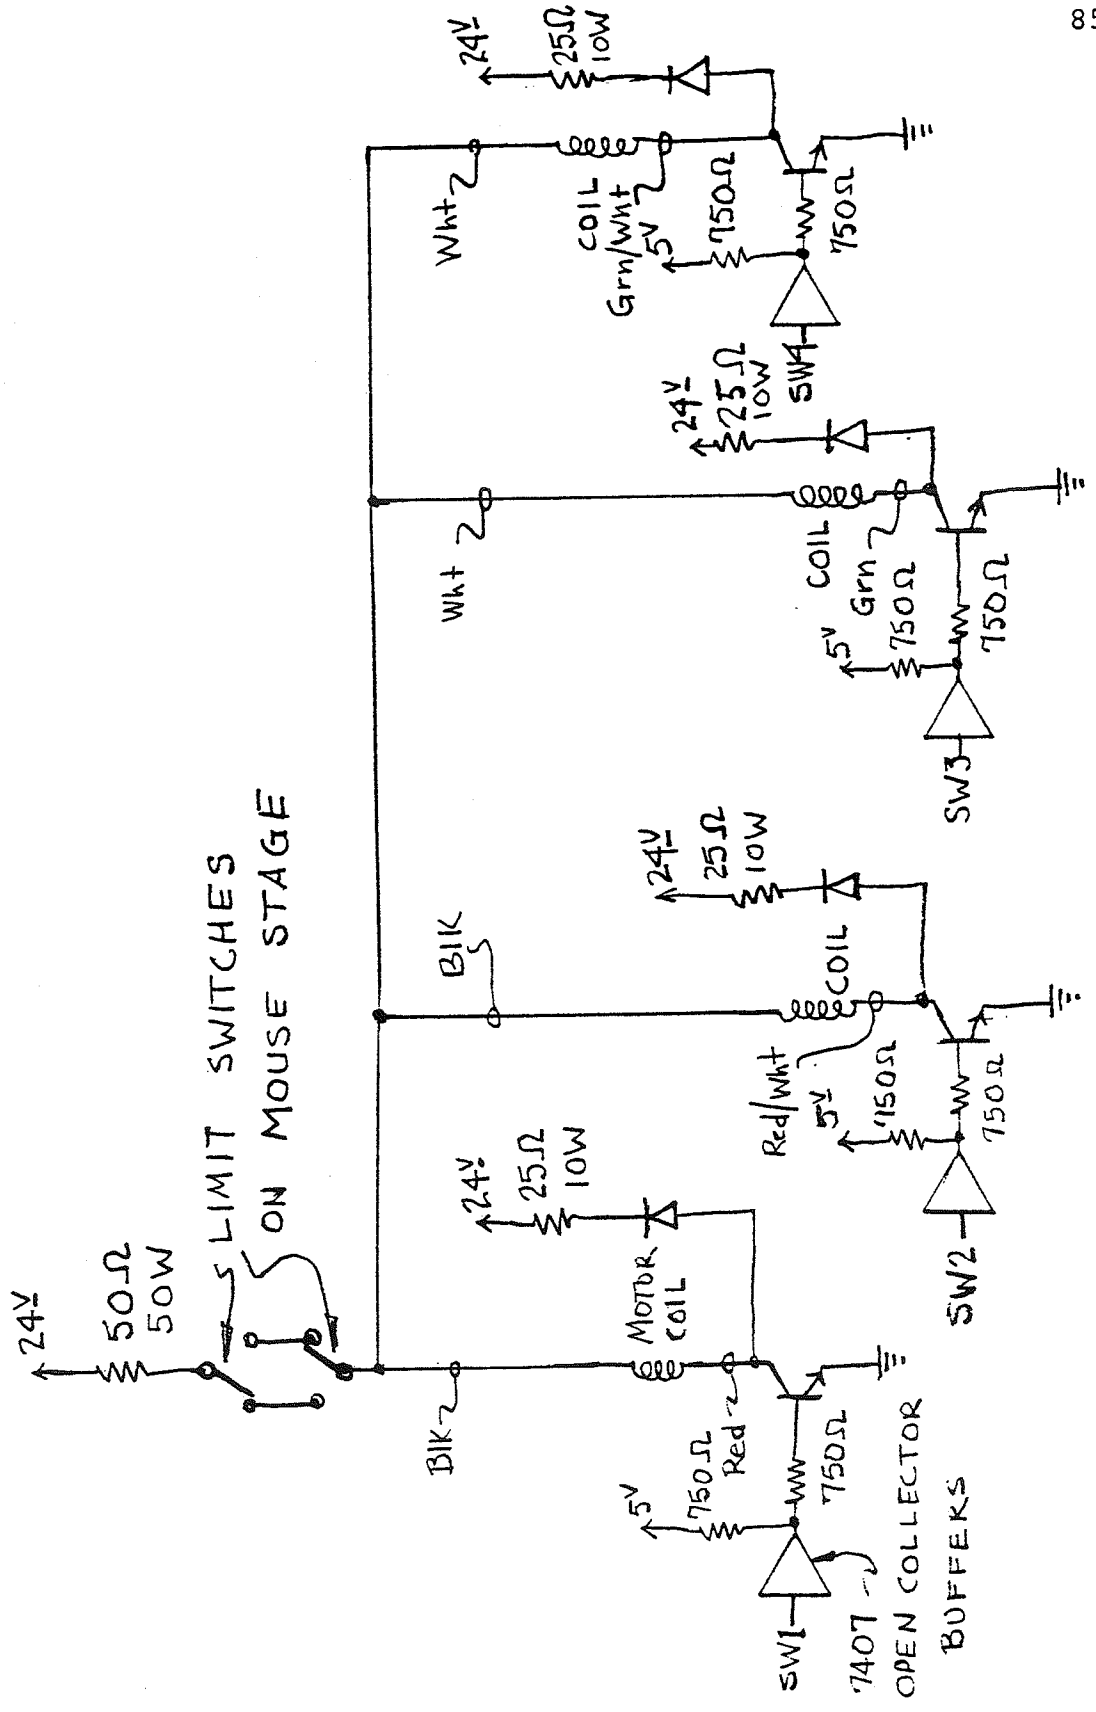 85
24V
50Ω
50W
LIMIT SWITCHES
ON MOUSE STAGE
Blk
MOTOR
COIL
Red
24V
25Ω
10W
5V
750Ω
750Ω
SW1
7407
OPEN COLLECTOR
BUFFERS
Blk
COIL
Red/Wht
24V
25Ω
10W
5V
750Ω
750Ω
SW2
Wht
COIL
Grn
24V
25Ω
10W
5V
750Ω
750Ω
SW3
Wht
COIL
Grn/Wht
24V
25Ω
10W
5V
750Ω
750Ω
SW4